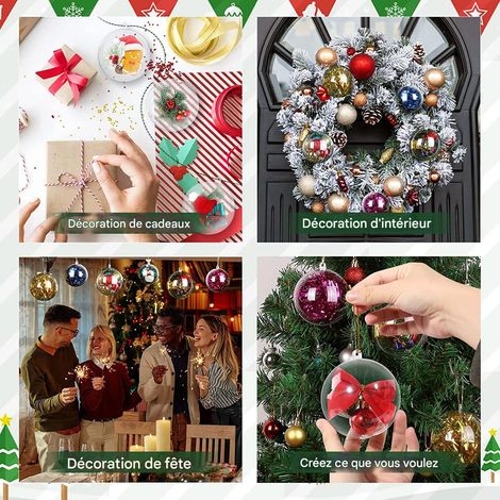 Décoration de cadeaux
Décoration d'intérieur
Décoration de fête
Créez ce que vous voulez